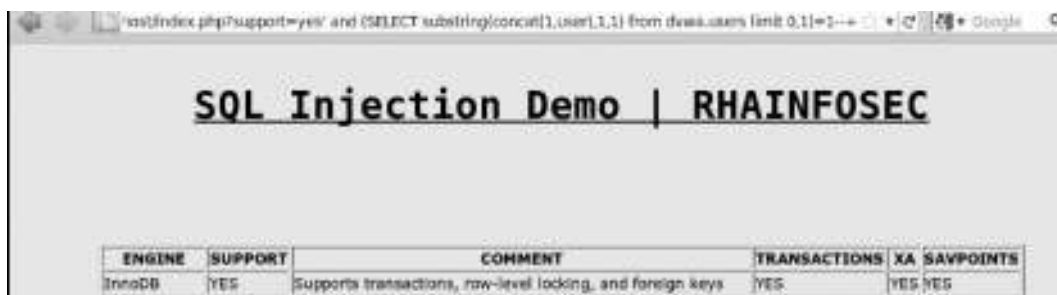 'host/index.php?support=yes' and (SELECT substring(concat(1,user),1,1) from dvwa.users limit 0,1)=1--+ Google
SQL Injection Demo | RHAINFOSEC
ENGINE SUPPORT COMMENT TRANSACTIONS XA SAVPOINTS
InnoDB YES Supports transactions, row-level locking, and foreign keys YES YES YES